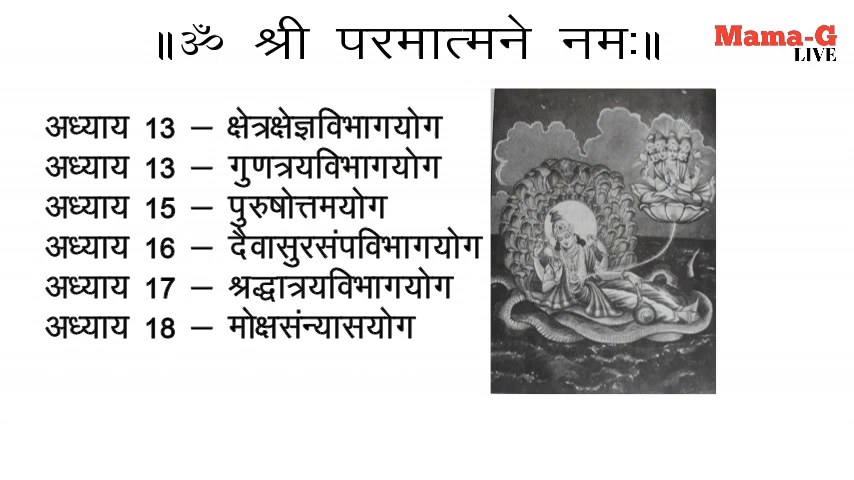 ॥ॐ श्री परमात्मने नमः॥
Mama-G
LIVE
अध्याय 13 – क्षेत्रक्षेज्ञविभागयोग
अध्याय 13 – गुणत्रयविभागयोग
अध्याय 15 – पुरुषोत्तमयोग
अध्याय 16 – दैवासुरसंपविभागयोग
अध्याय 17 – श्रद्धात्रयविभागयोग
अध्याय 18 – मोक्षसंन्यासयोग